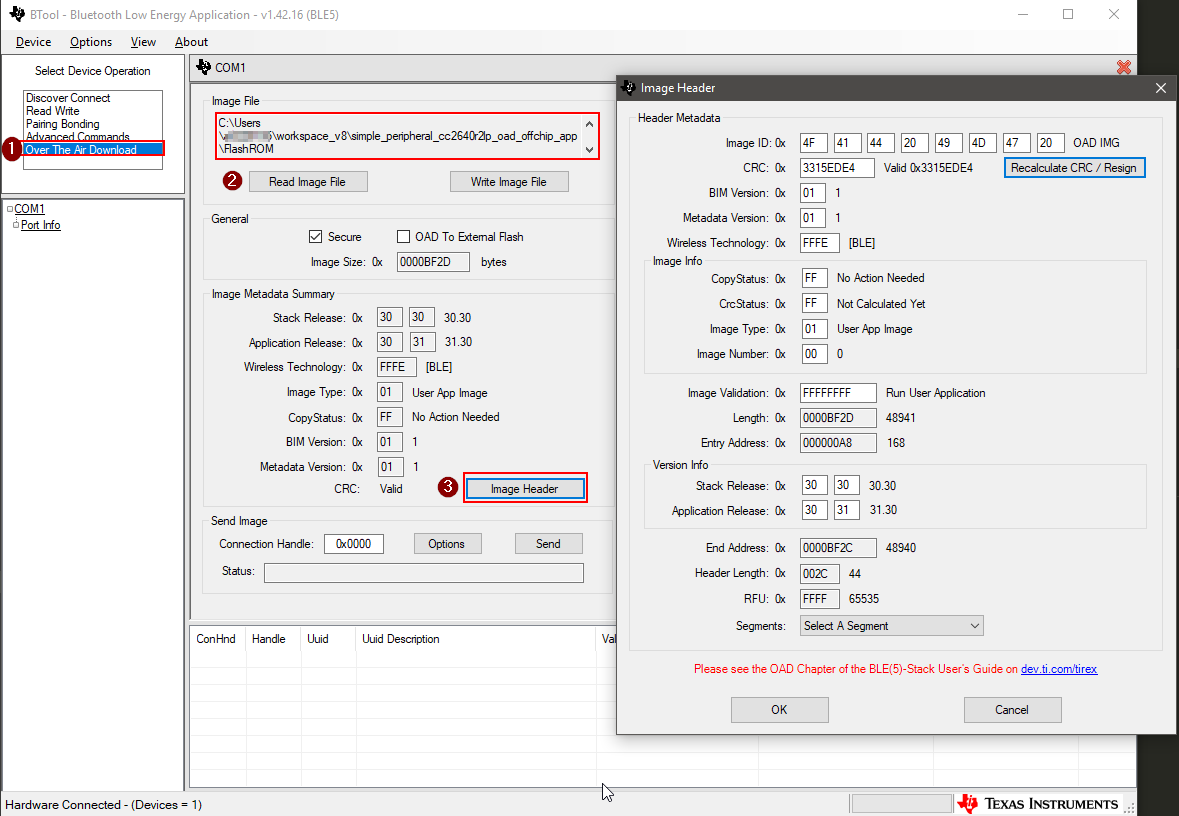 BTool - Bluetooth Low Energy Application - v1.42.16 (BLE5)
Device Options View About
Select Device Operation
Discover Connect
Read Write
Pairing Bonding
Advanced Commands
1 Over The Air Download
COM1
Port Info
COM1
Image File
C:\Users
\workspace_v8\simple_peripheral_cc2640r2lp_oad_offchip_app
\FlashROM
2 Read Image File Write Image File
General
Secure OAD To External Flash
Image Size: 0x 0000BF2D bytes
Image Metadata Summary
Stack Release: 0x 30 30 30.30
Application Release: 0x 30 31 31.30
Wireless Technology: 0x FFFE [BLE]
Image Type: 0x 01 User App Image
CopyStatus: 0x FF No Action Needed
BIM Version: 0x 01 1
Metadata Version: 0x 01 1
CRC: Valid 3 Image Header
Send Image
Connection Handle: 0x0000 Options Send
Status:
ConHnd Handle Uuid Uuid Description Val
Image Header
Header Metadata
Image ID: 0x 4F 41 44 20 49 4D 47 20 OAD IMG
CRC: 0x 3315EDE4 Valid 0x3315EDE4 Recalculate CRC / Resign
BIM Version: 0x 01 1
Metadata Version: 0x 01 1
Wireless Technology: 0x FFFE [BLE]
Image Info
CopyStatus: 0x FF No Action Needed
CrcStatus: 0x FF Not Calculated Yet
Image Type: 0x 01 User App Image
Image Number: 0x 00 0
Image Validation: 0x FFFFFFFF Run User Application
Length: 0x 0000BF2D 48941
Entry Address: 0x 000000A8 168
Version Info
Stack Release: 0x 30 30 30.30
Application Release: 0x 30 31 31.30
End Address: 0x 0000BF2C 48940
Header Length: 0x 002C 44
RFU: 0x FFFF 65535
Segments: Select A Segment
Please see the OAD Chapter of the BLE(5)-Stack User's Guide on dev.ti.com/tirex
OK Cancel
Hardware Connected - (Devices = 1)
TEXAS INSTRUMENTS